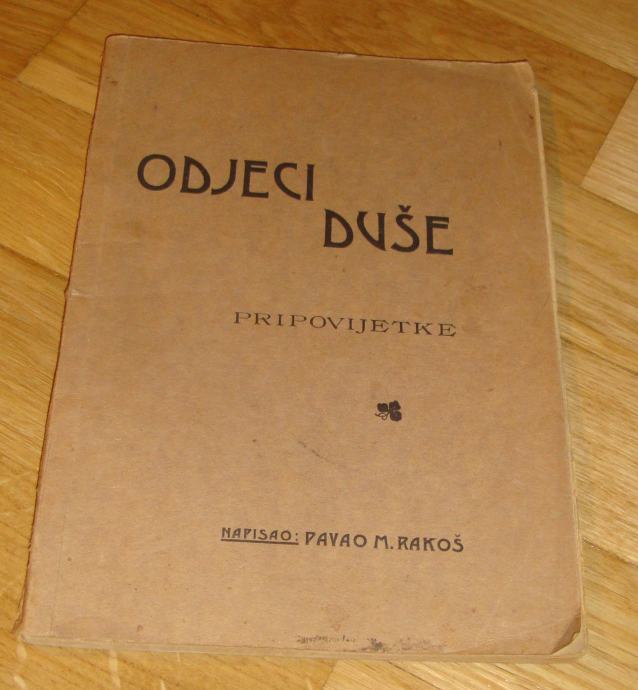 ODJECI
DUŠE
PRIPOVIJETKE
NAPISAO: PAVAO M. RAKOŠ